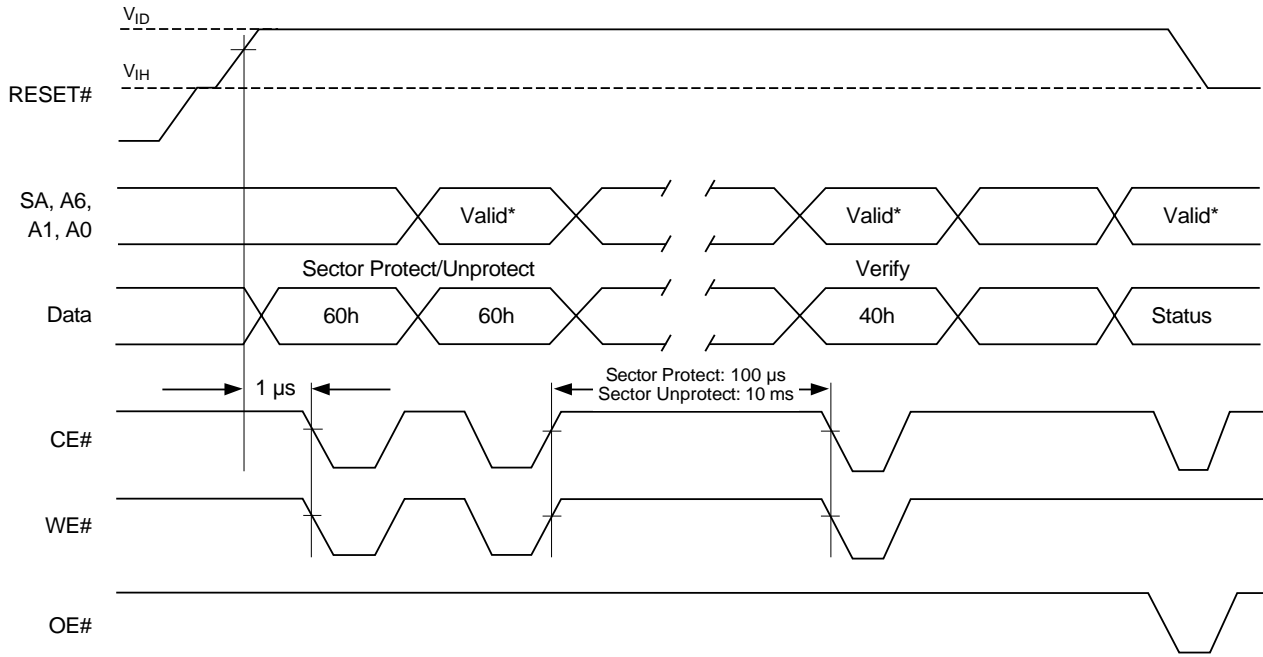 VID
VIH
RESET#
SA, A6,
A1, A0
Valid*
Valid*
Valid*
Sector Protect/Unprotect
Verify
Data
60h
60h
40h
Status
1 µs
Sector Protect: 100 µs
Sector Unprotect: 10 ms
CE#
WE#
OE#